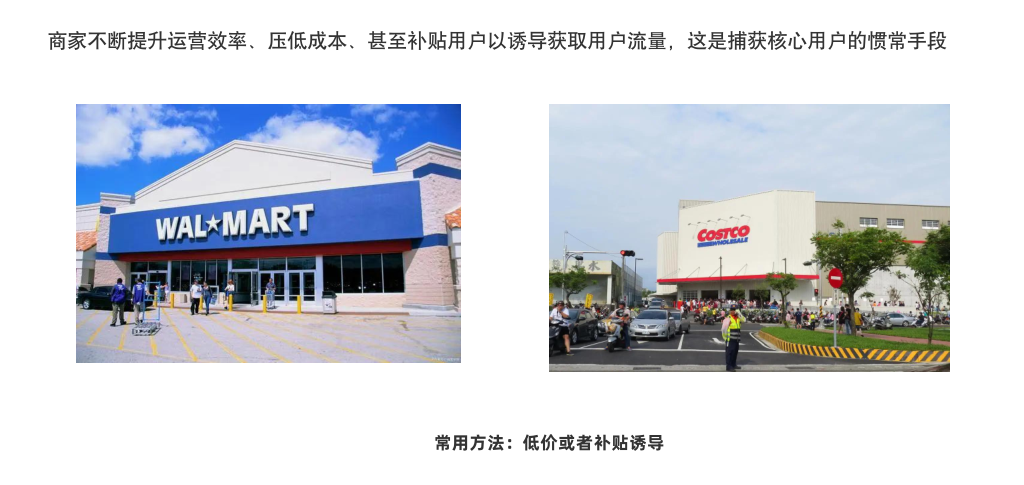 商家不断提升运营效率、压低成本、甚至补贴用户以诱导获取用户流量，这是捕获核心用户的惯常手段
WAL★MART
COSTCO
WHOLESALE
常用方法：低价或者补贴诱导